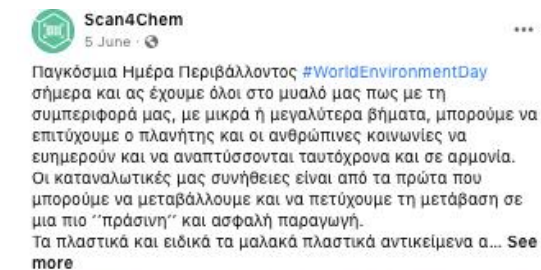 Scan4Chem
5 June
Παγκόσμια Ημέρα Περιβάλλοντος #WorldEnvironmentDay
σήμερα και ας έχουμε όλοι στο μυαλό μας πως με τη
συμπεριφορά μας, με μικρά ή μεγαλύτερα βήματα, μπορούμε να
επιτύχουμε ο πλανήτης και οι ανθρώπινες κοινωνίες να
ευημερούν και να αναπτύσσονται ταυτόχρονα και σε αρμονία.
Οι καταναλωτικές μας συνήθειες είναι από τα πρώτα που
μπορούμε να μεταβάλλουμε και να πετύχουμε τη μετάβαση σε
μια πιο ΄΄πράσινη΄΄ και ασφαλή παραγωγή.
Τα πλαστικά και ειδικά τα μαλακά πλαστικά αντικείμενα α... See
more